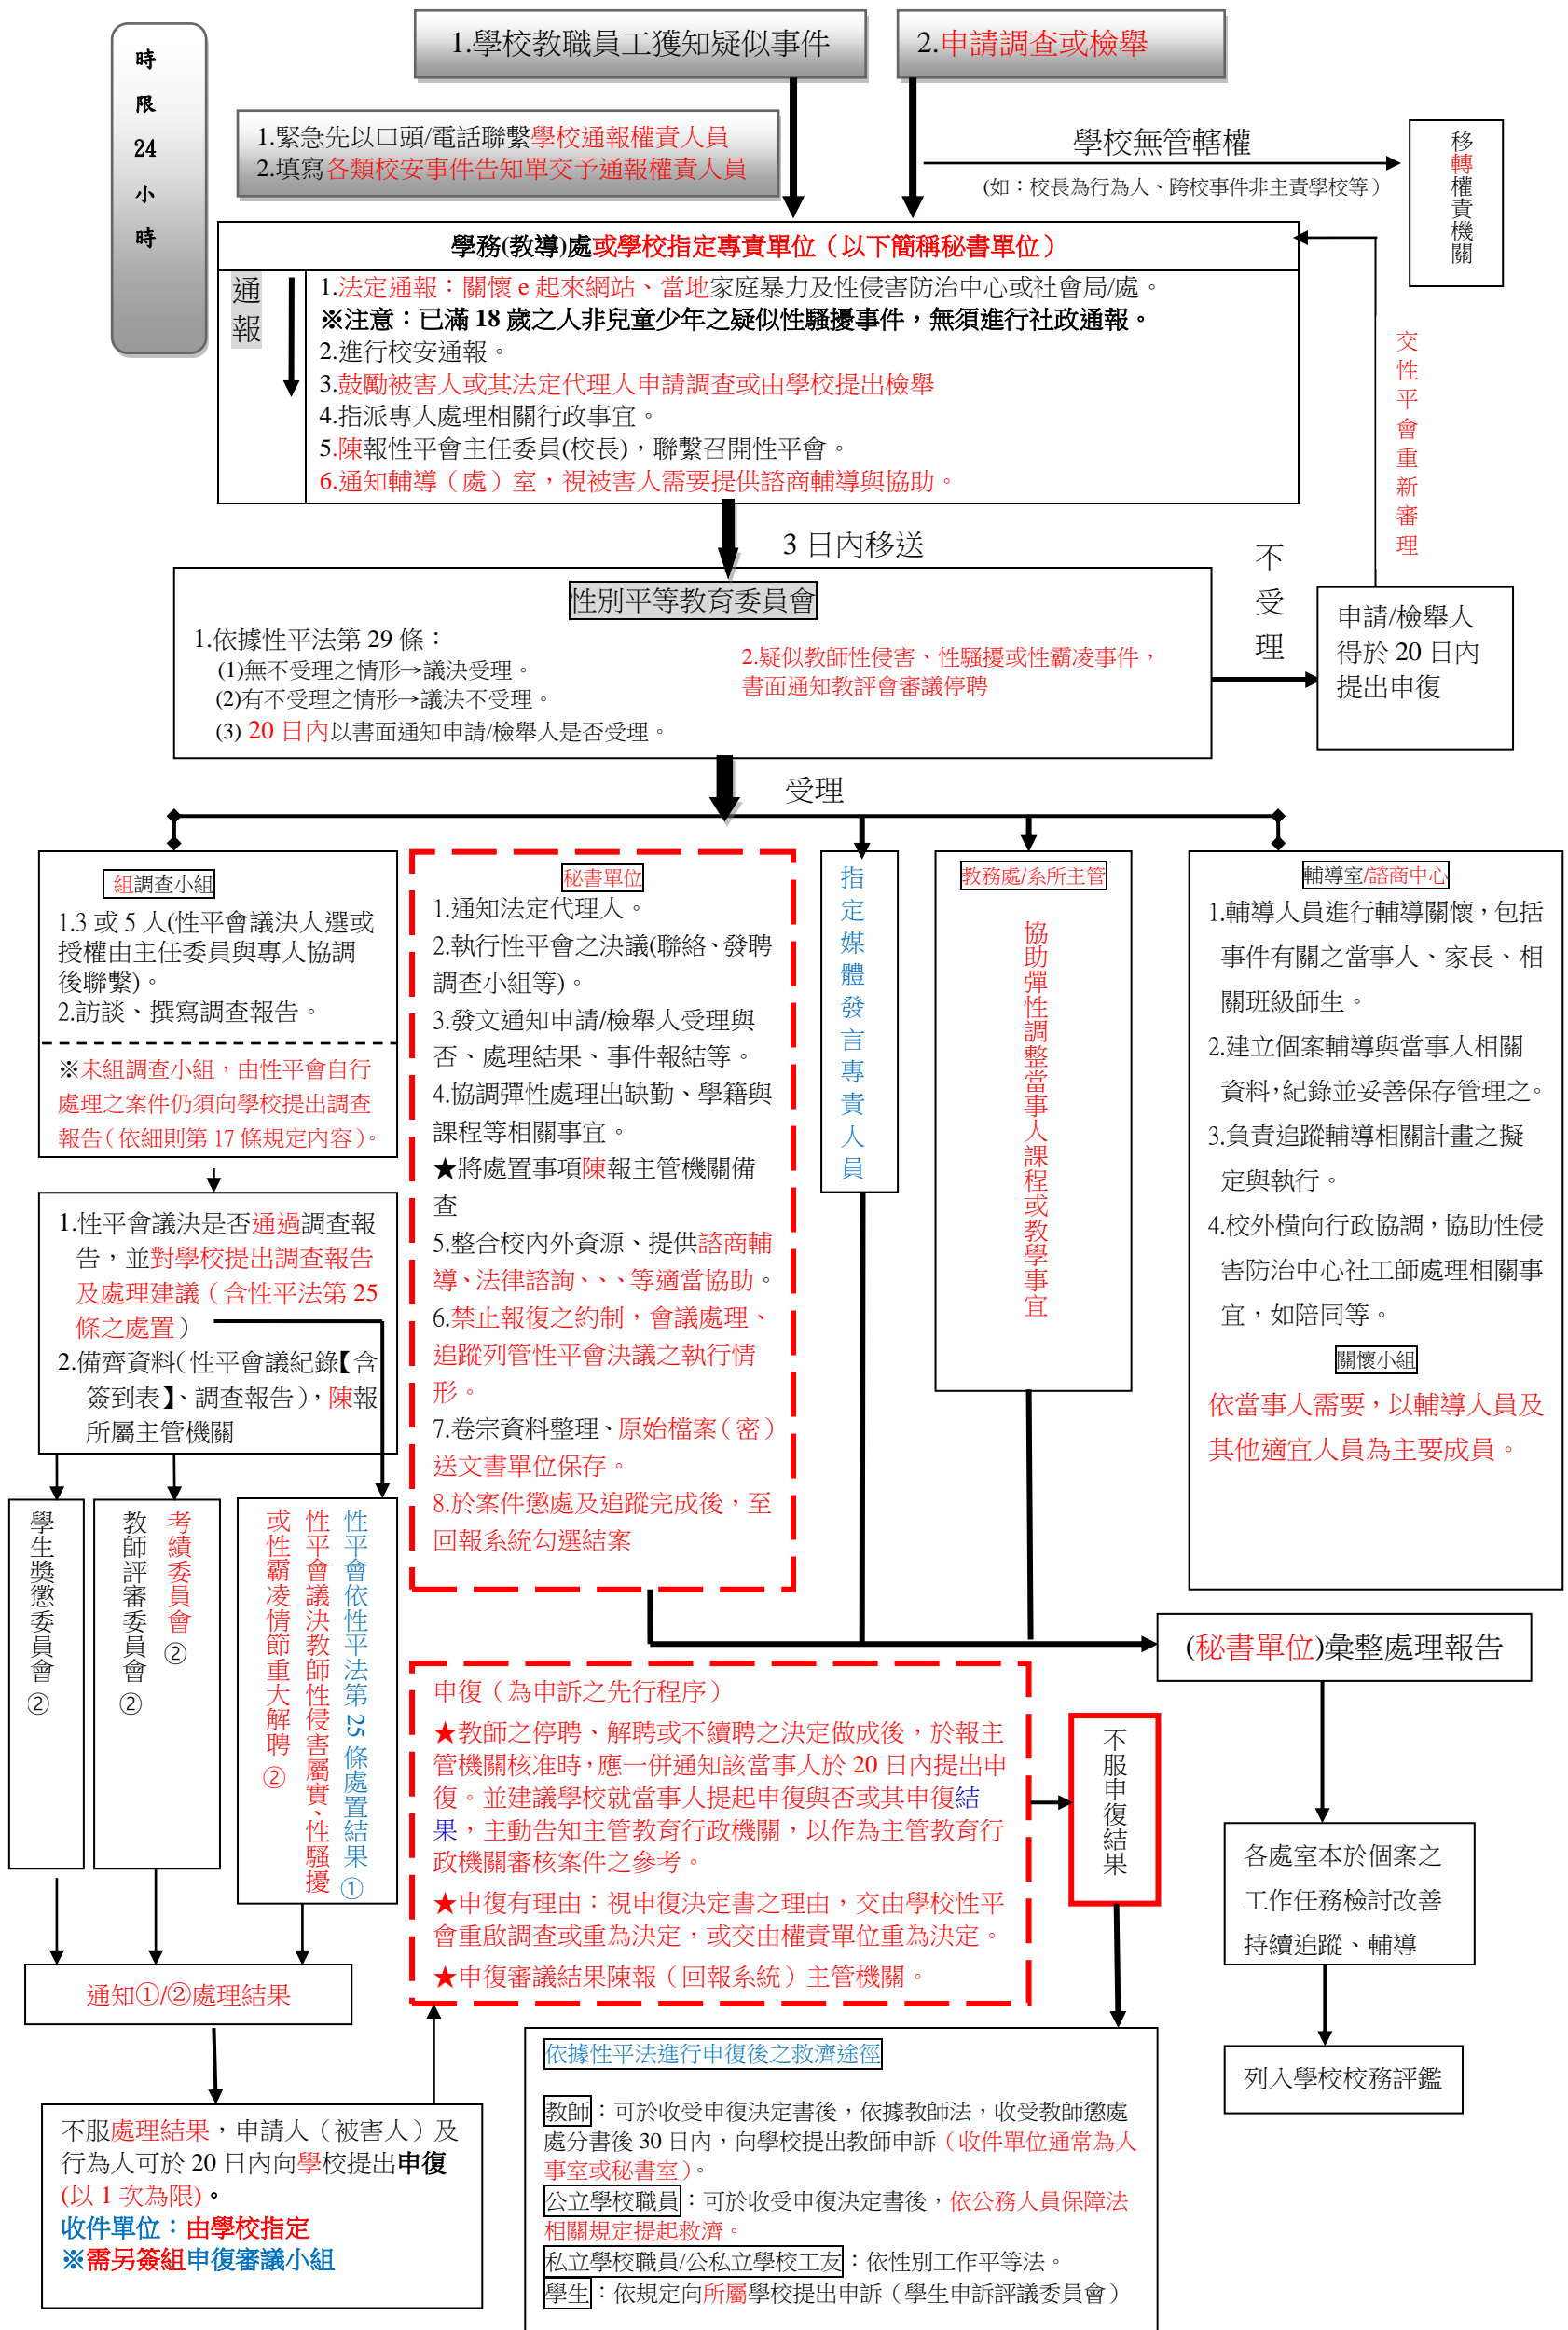 時
限
24
小
時
1.學校教職員工獲知疑似事件
2.申請調查或檢舉
1.緊急先以口頭/電話聯繫學校通報權責人員
2.填寫各類校安事件告知單交予通報權責人員
學校無管轄權
(如：校長為行為人、跨校事件非主責學校等）
移轉權責機關
學務(教導)處或學校指定專責單位（以下簡稱秘書單位）
通報
1.法定通報：關懷 e 起來網站、當地家庭暴力及性侵害防治中心或社會局/處。
※注意：已滿 18 歲之人非兒童少年之疑似性騷擾事件，無須進行社政通報。
2.進行校安通報。
3.鼓勵被害人或其法定代理人申請調查或由學校提出檢舉
4.指派專人處理相關行政事宜。
5.陳報性平會主任委員(校長)，聯繫召開性平會。
6.通知輔導（處）室，視被害人需要提供諮商輔導與協助。
交性平會重新審理
3 日內移送
性別平等教育委員會
1.依據性平法第 29 條：
(1)無不受理之情形→議決受理。
(2)有不受理之情形→議決不受理。
(3) 20 日內以書面通知申請/檢舉人是否受理。
2.疑似教師性侵害、性騷擾或性霸凌事件，
書面通知教評會審議停聘
不受理
申請/檢舉人
得於 20 日內
提出申復
受理
組調查小組
1.3 或 5 人(性平會議決人選或
授權由主任委員與專人協調
後聯繫)。
2.訪談、撰寫調查報告。
※未組調查小組，由性平會自行
處理之案件仍須向學校提出調查
報告（依細則第 17 條規定內容）。
秘書單位
1.通知法定代理人。
2.執行性平會之決議(聯絡、發聘
調查小組等)。
3.發文通知申請/檢舉人受理與
否、處理結果、事件報結等。
4.協調彈性處理出缺勤、學籍與
課程等相關事宜。
★將處置事項陳報主管機關備
查
5.整合校內外資源、提供諮商輔
導、法律諮詢、、、等適當協助。
6.禁止報復之約制，會議處理、
追蹤列管性平會決議之執行情
形。
7.卷宗資料整理、原始檔案（密）
送文書單位保存。
8.於案件懲處及追蹤完成後，至
回報系統勾選結案
指定媒體發言專責人員
教務處/系所主管
協助彈性調整當事人課程或教學事宜
輔導室/諮商中心
1.輔導人員進行輔導關懷，包括
事件有關之當事人、家長、相
關班級師生。
2.建立個案輔導與當事人相關
資料，紀錄並妥善保存管理之。
3.負責追蹤輔導相關計畫之擬
定與執行。
4.校外橫向行政協調，協助性侵
害防治中心社工師處理相關事
宜，如陪同等。
關懷小組
依當事人需要，以輔導人員及
其他適宜人員為主要成員。
1.性平會議決是否通過調查報
告，並對學校提出調查報告
及處理建議（含性平法第 25
條之處置）
2.備齊資料（性平會議紀錄【含
簽到表】、調查報告），陳報
所屬主管機關
學生獎懲委員會②
考績委員會②
教師評審委員會②
性平會依性平法第 25 條處置結果①
性平會議決教師性侵害屬實、性騷擾
或性霸凌情節重大解聘②
(秘書單位)彙整處理報告
申復（為申訴之先行程序）
★教師之停聘、解聘或不續聘之決定做成後，於報主
管機關核准時，應一併通知該當事人於 20 日內提出申
復。並建議學校就當事人提起申復與否或其申復結
果，主動告知主管教育行政機關，以作為主管教育行
政機關審核案件之參考。
★申復有理由：視申復決定書之理由，交由學校性平
會重啟調查或重為決定，或交由權責單位重為決定。
★申復審議結果陳報（回報系統）主管機關。
不服申復結果
各處室本於個案之
工作任務檢討改善
持續追蹤、輔導
通知①/②處理結果
列入學校校務評鑑
不服處理結果，申請人（被害人）及
行為人可於 20 日內向學校提出申復
(以 1 次為限)。
收件單位：由學校指定
※需另簽組申復審議小組
依據性平法進行申復後之救濟途徑
教師：可於收受申復決定書後，依據教師法，收受教師懲處
處分書後 30 日內，向學校提出教師申訴（收件單位通常為人
事室或秘書室）。
公立學校職員：可於收受申復決定書後，依公務人員保障法
相關規定提起救濟。
私立學校職員/公私立學校工友：依性別工作平等法。
學生：依規定向所屬學校提出申訴（學生申訴評議委員會）